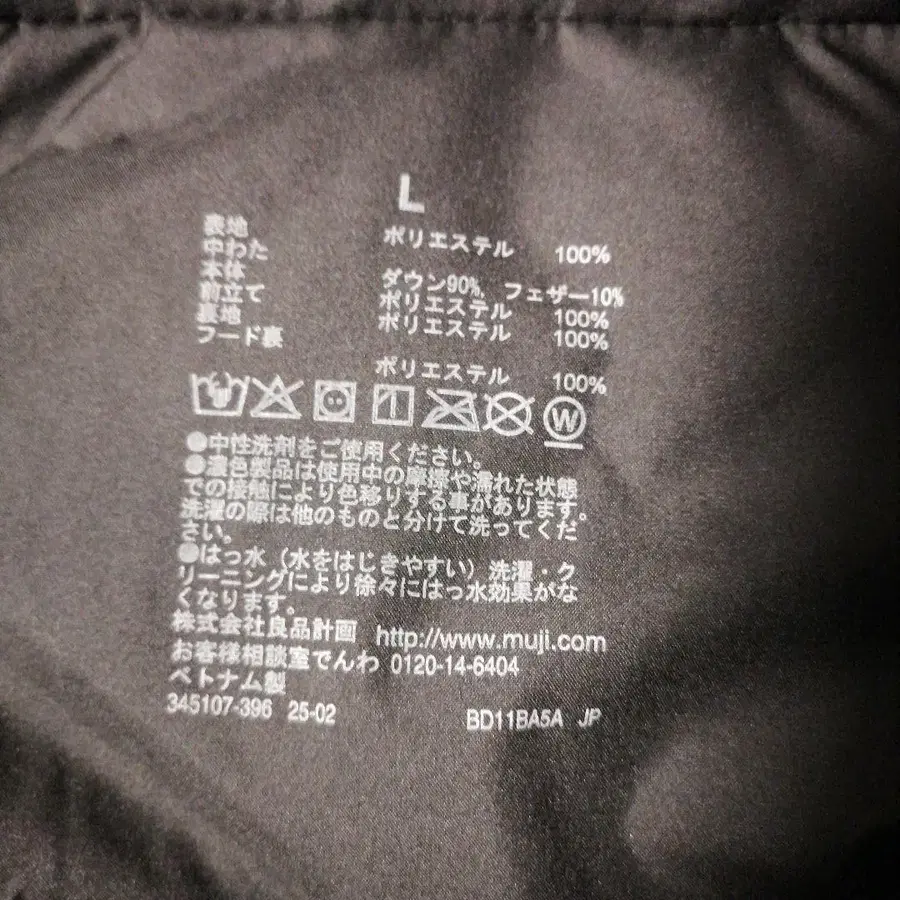 L
表地 ポリエステル 100%
中わた
本体 ダウン90%、フェザー10%
前立て ポリエステル 100%
裏地 ポリエステル 100%
フード裏
ポリエステル 100%
W
●中性洗剤をご使用ください。
●濃色製品は使用中の摩擦や濡れた状態
での接触により色移りする事があります。
洗濯の際は他のものと分けて洗ってくだ
さい。
●はっ水（水をはじきやすい）洗濯・ク
リーニングにより徐々にはっ水効果がな
くなります。
株式会社良品計画 http://www.muji.com
お客様相談室でんわ 0120-14-6404
ベトナム製
345107-396 25-02 BD11BA5A JP